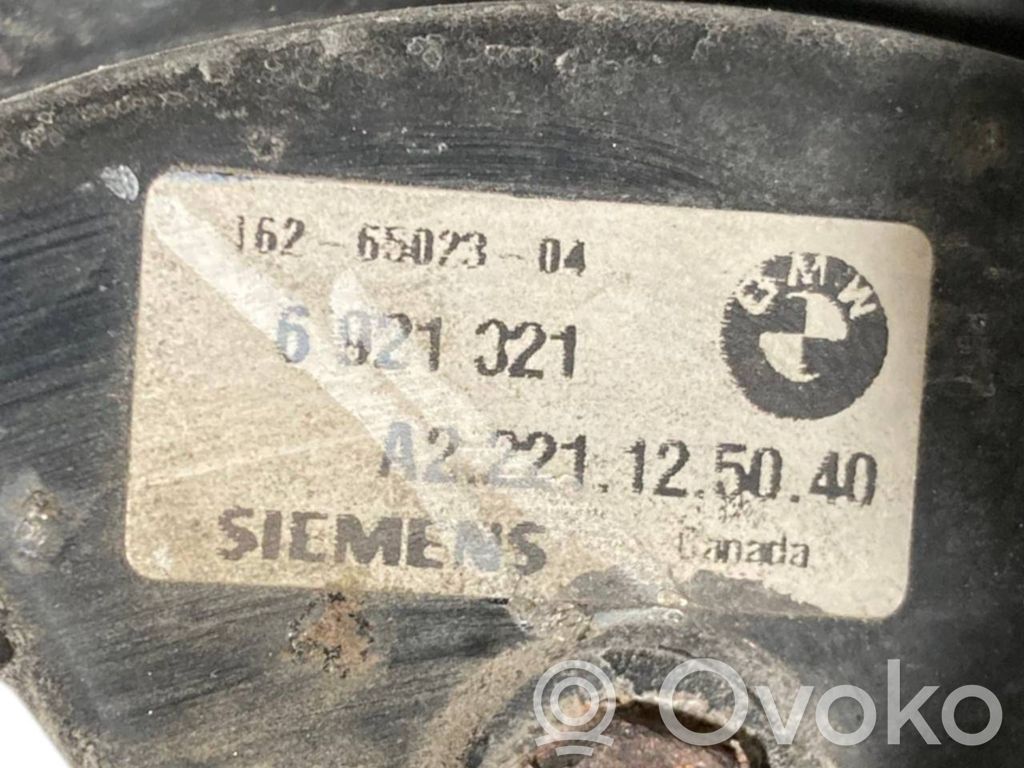 162-65023-04
BMW
6 921 321
A2.221.12.50.40
SIEMENS
Canada
Ovoko